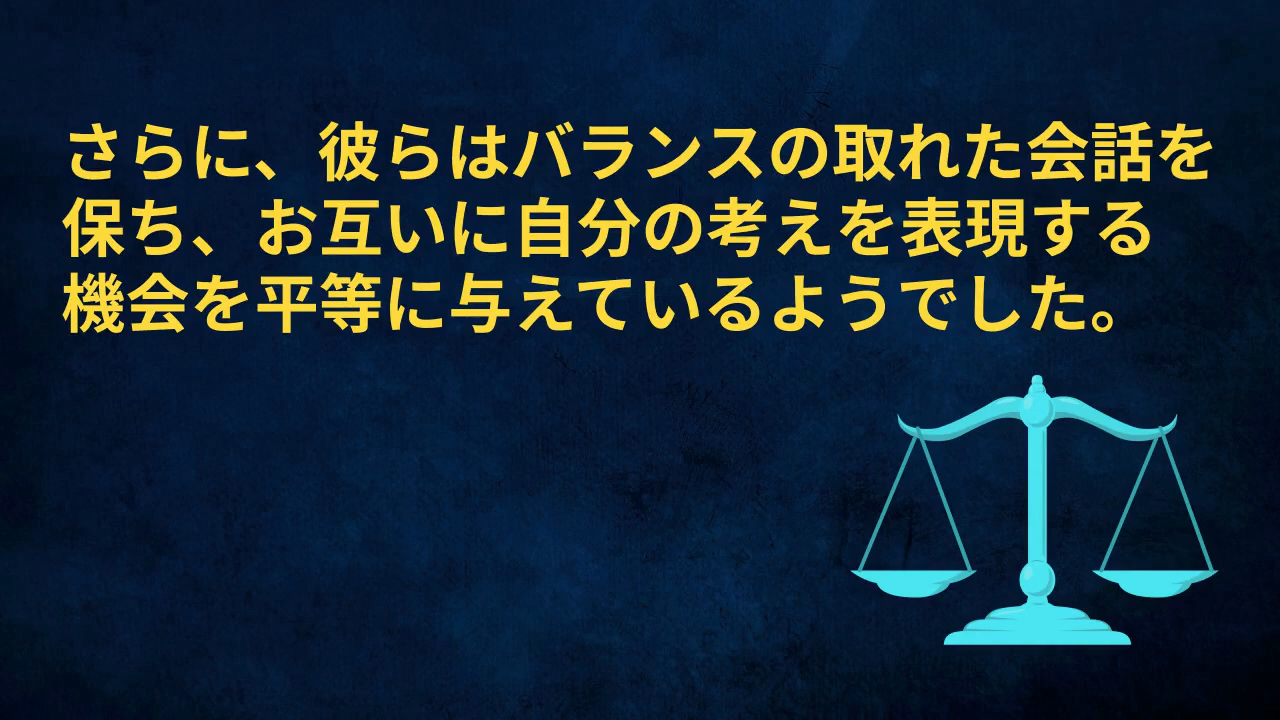 さらに、彼らはバランスの取れた会話を
保ち、お互いに自分の考えを表現する
機会を平等に与えているようでした。